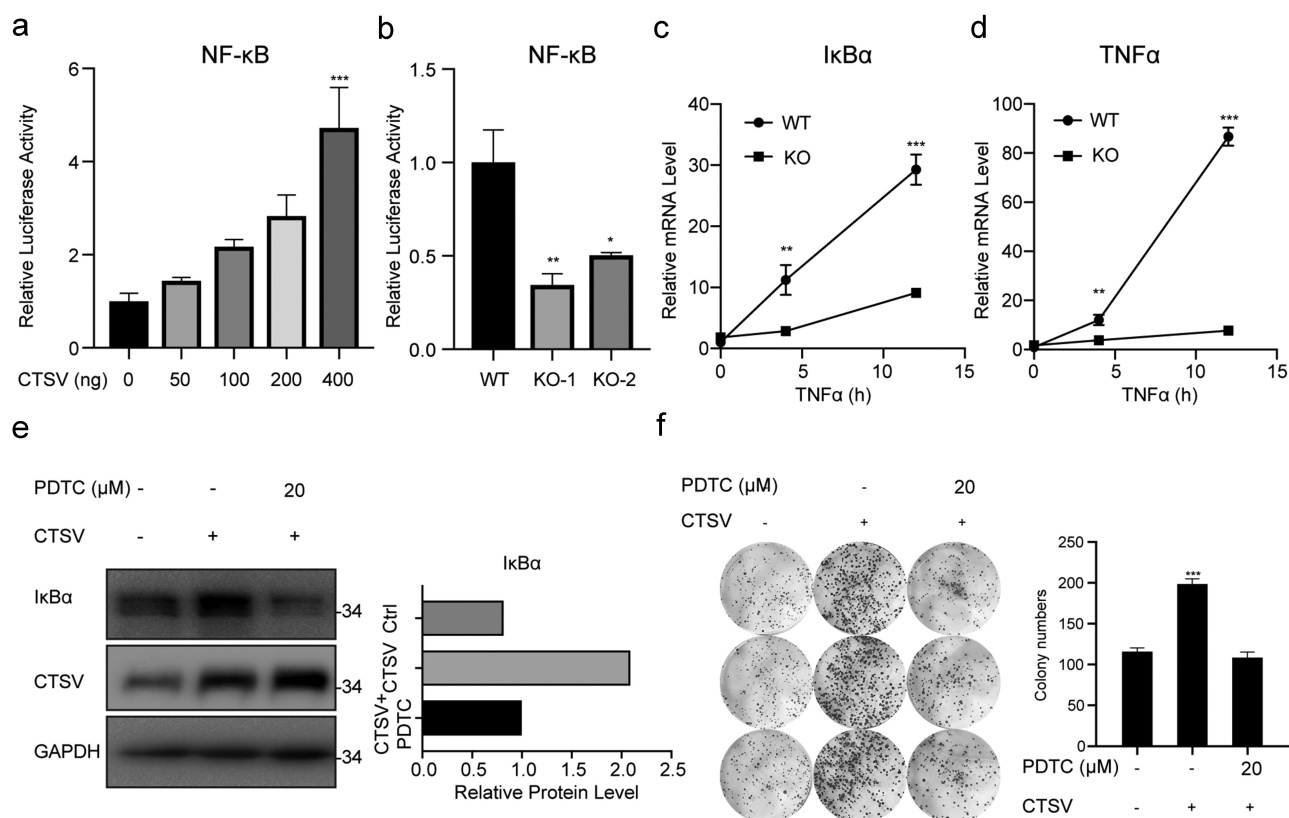 a
NF-κB
Relative Luciferase Activity
6
4
2
0
***
CTSV (ng) 0 50 100 200 400
b
NF-κB
Relative Luciferase Activity
1.5
1.0
0.5
0.0
**
*
WT KO-1 KO-2
c
IκBα
Relative mRNA Level
40
30
20
10
0
WT
KO
**
***
0 5 10 15
TNFα (h)
d
TNFα
Relative mRNA Level
100
80
60
40
20
0
WT
KO
**
***
0 5 10 15
TNFα (h)
e
PDTC (μM) - - 20
CTSV - + +
IκBα -34
CTSV -34
GAPDH -34
IκBα
Ctrl
CTSV
CTSV+
PDTC
0.0 0.5 1.0 1.5 2.0 2.5
Relative Protein Level
f
PDTC (μM) - - 20
CTSV - + +
Colony numbers
250
200
150
100
50
0
***
PDTC (μM) - - 20
CTSV - + +